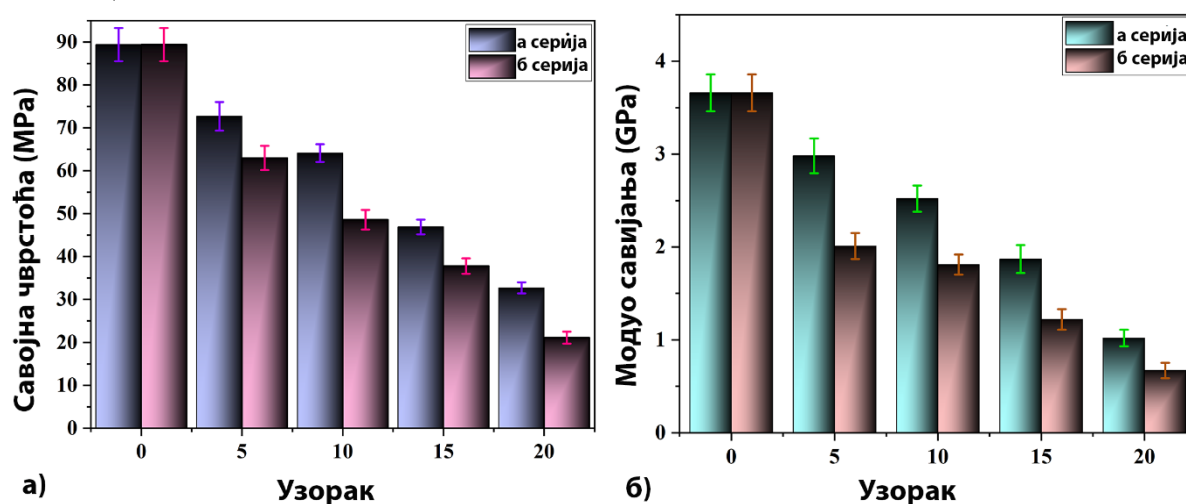 Савојна чврстоћа (MPa)
90
80
70
60
50
40
30
20
10
0
а серија
б серија
0 5 10 15 20
а) Узорак
Модуо савијања (GPa)
4
3
2
1
0
а серија
б серија
0 5 10 15 20
б) Узорак